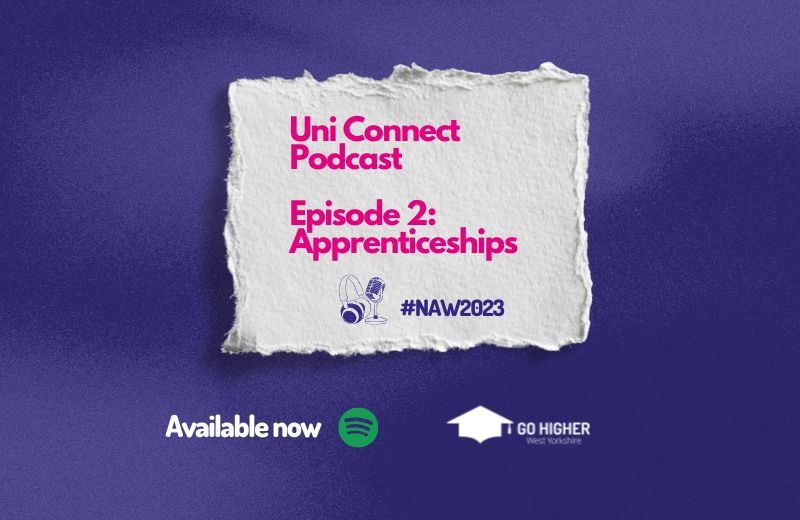 Uni Connect
Podcast
Episode 2:
Apprenticeships
#NAW2023
Available now
GO HIGHER
West Yorkshire